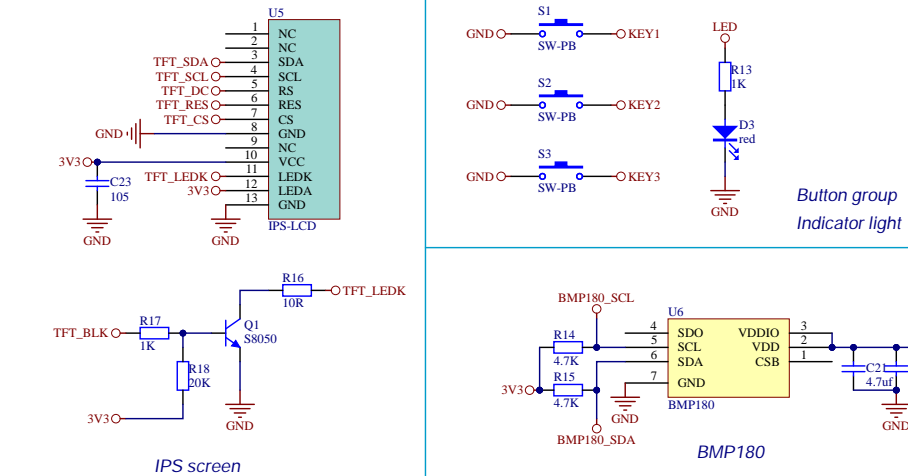 U5
1 NC
2 NC
TFT_SDA 3 SDA
TFT_SCL 4 SCL
TFT_DC 5 RS
TFT_RES 6 RES
TFT_CS 7 CS
GND 8 GND
9 NC
3V3 10 VCC
TFT_LEDK 11 LEDK
3V3 12 LEDA
13 GND
C23
105
GND
GND
IPS-LCD
R16
10R
TFT_LEDK
TFT_BLK
R17
1K
Q1
S8050
R18
20K
3V3
GND
IPS screen
S1
GND
KEY1
SW-PB
S2
GND
KEY2
SW-PB
S3
GND
KEY3
SW-PB
LED
R13
1K
D3
red
GND
Button group
Indicator light
BMP180_SCL
U6
4 SDO VDDIO 3
5 SCL VDD 2
6 SDA CSB 1
7 GND
BMP180
R14
4.7K
R15
4.7K
3V3
GND
BMP180_SDA
C21
4.7uf
GND
BMP180